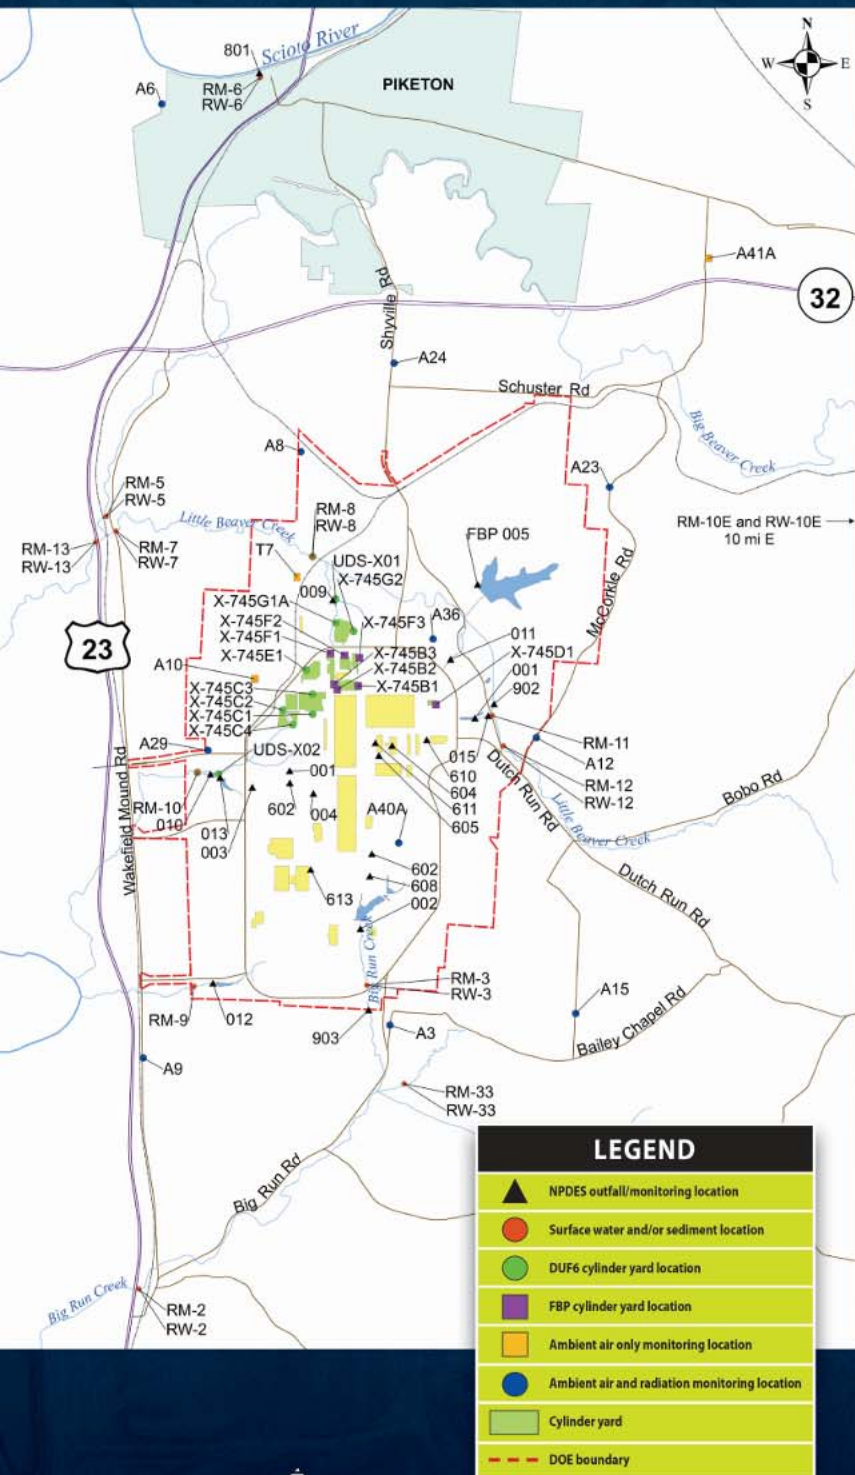 N
W E
S
Scioto River
801
RM-6
RW-6
A6
PIKETON
A41A
32
Shyville Rd
A24
Schuster Rd
Big Beaver Creek
A8
A23
RM-5
RW-5
Little Beaver Creek
RM-8
RW-8
RM-10E and RW-10E
10 mi E
RM-13
RW-13
RM-7
RW-7
T7
FBP 005
UDS-X01
X-745G2
009
McCorkle Rd
X-745G1A
X-745F2
X-745F1
X-745E1
X-745F3
A36
23
011
X-745D1
X-745B3
X-745B2
X-745B1
001
902
A10
X-745C3
X-745C2
X-745C1
X-745C4
A29
UDS-X02
RM-11
A12
RM-12
RW-12
Wakefield Mound Rd
001
015
610
604
611
605
Dutch Run Rd
Bobo Rd
Little Beaver Creek
RM-10
010
013
003
602
004
A40A
602
608
002
613
Dutch Run Rd
Big Run Creek
RM-3
RW-3
A15
Bailey Chapel Rd
RM-9
012
903
A3
A9
RM-33
RW-33
Big Run Rd
Big Run Creek
RM-2
RW-2
LEGEND
NPDES outfall/monitoring location
Surface water and/or sediment location
DUF6 cylinder yard location
FBP cylinder yard location
Ambient air only monitoring location
Ambient air and radiation monitoring location
Cylinder yard
DOE boundary